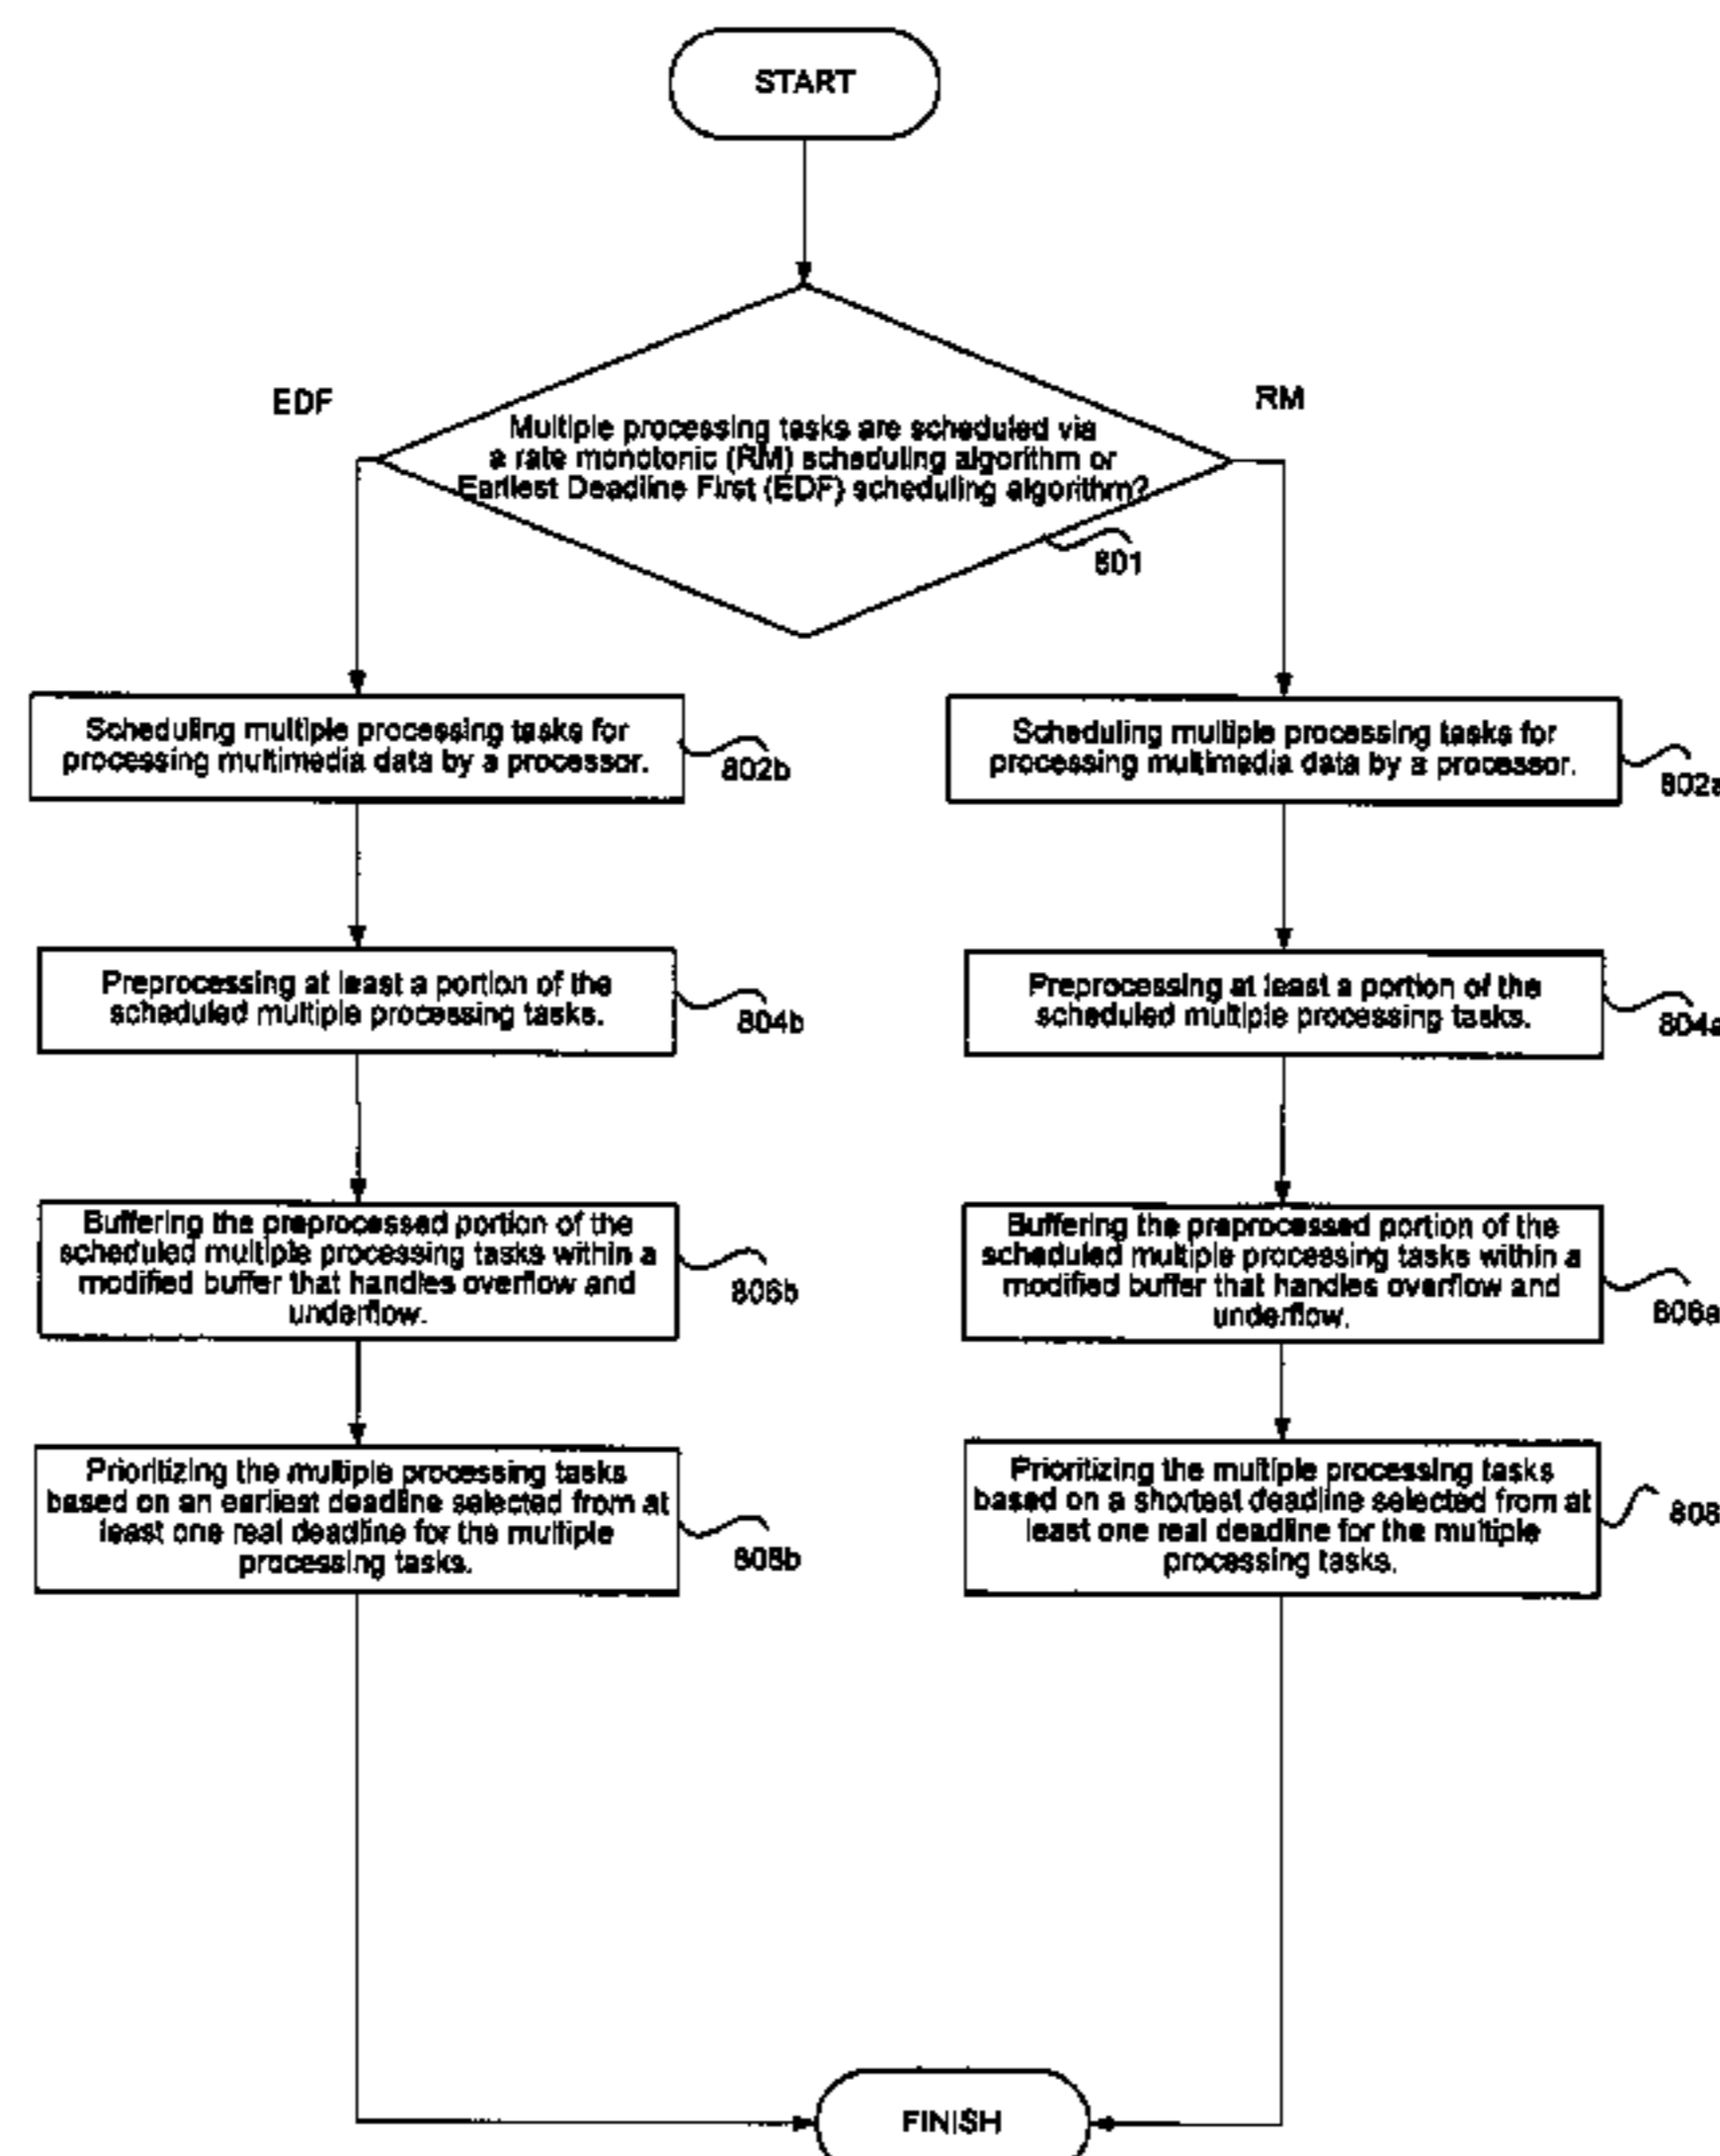 START
EDF
RM
Multiple processing tasks are scheduled via
a rate monotonic (RM) scheduling algorithm or
Earliest Deadline First (EDF) scheduling algorithm?
801
Scheduling multiple processing tasks for
processing multimedia data by a processor.
802b
Scheduling multiple processing tasks for
processing multimedia data by a processor.
802a
Preprocessing at least a portion of the
scheduled multiple processing tasks.
804b
Preprocessing at least a portion of the
scheduled multiple processing tasks.
804a
Buffering the preprocessed portion of the
scheduled multiple processing tasks within a
modified buffer that handles overflow and
underflow.
806b
Buffering the preprocessed portion of the
scheduled multiple processing tasks within a
modified buffer that handles overflow and
underflow.
806a
Prioritizing the multiple processing tasks
based on an earliest deadline selected from at
least one real deadline for the multiple
processing tasks.
808b
Prioritizing the multiple processing tasks
based on a shortest deadline selected from at
least one real deadline for the multiple
processing tasks.
808
FINISH